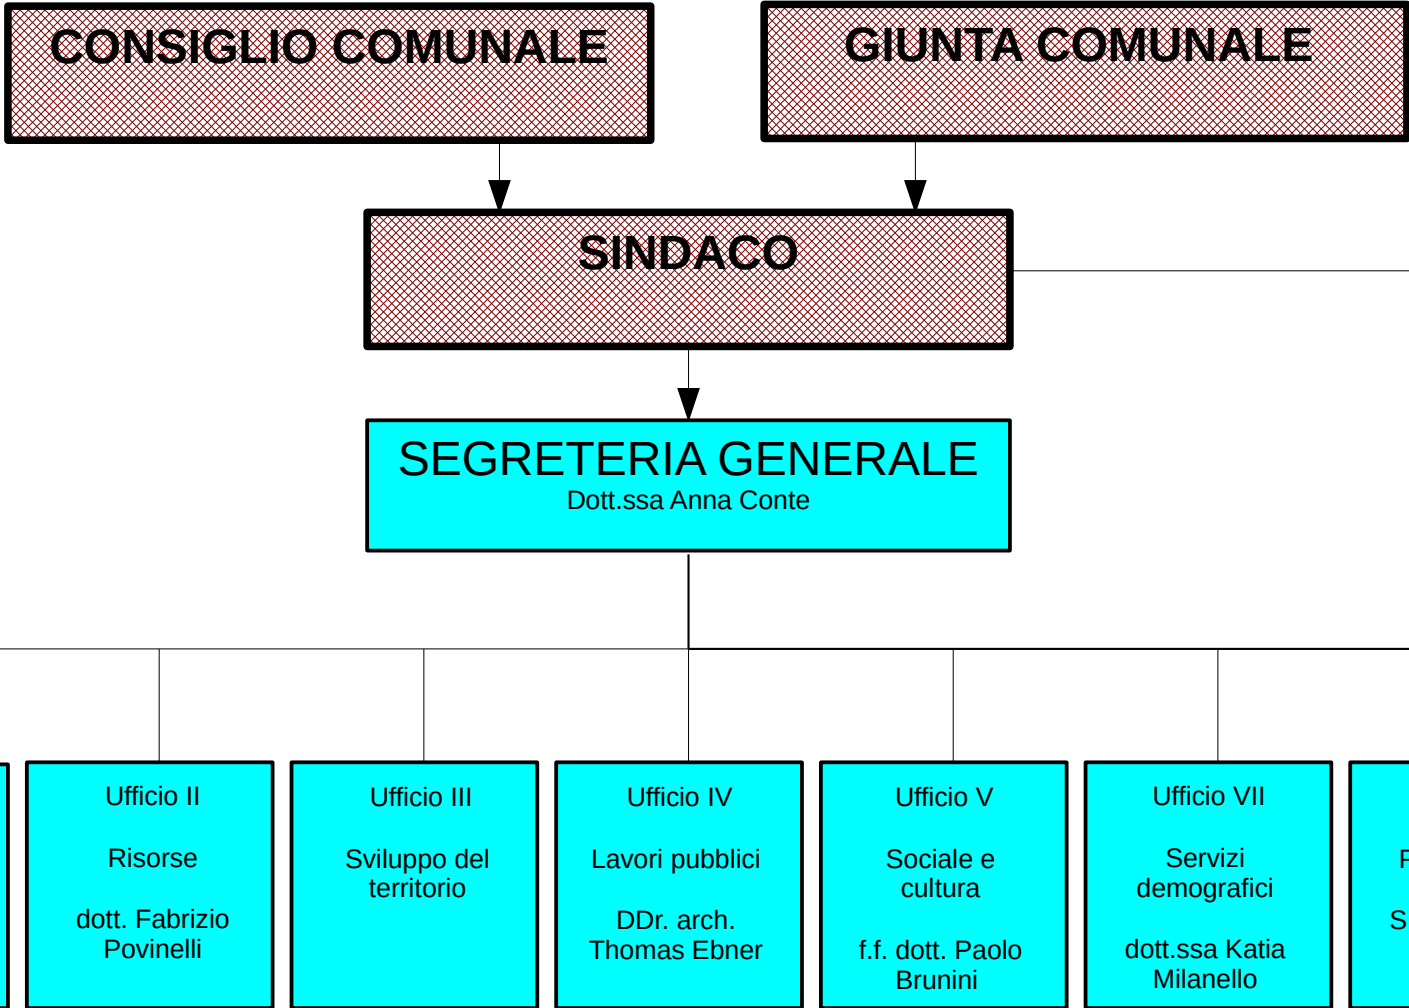 CONSIGLIO COMUNALE
GIUNTA COMUNALE
SINDACO
SEGRETERIA GENERALE
Dott.ssa Anna Conte
Ufficio II
Risorse
dott. Fabrizio
Povinelli
Ufficio III
Sviluppo del
territorio
Ufficio IV
Lavori pubblici
DDr. arch.
Thomas Ebner
Ufficio V
Sociale e
cultura
f.f. dott. Paolo
Brunini
Ufficio VII
Servizi
demografici
dott.ssa Katia
Milanello